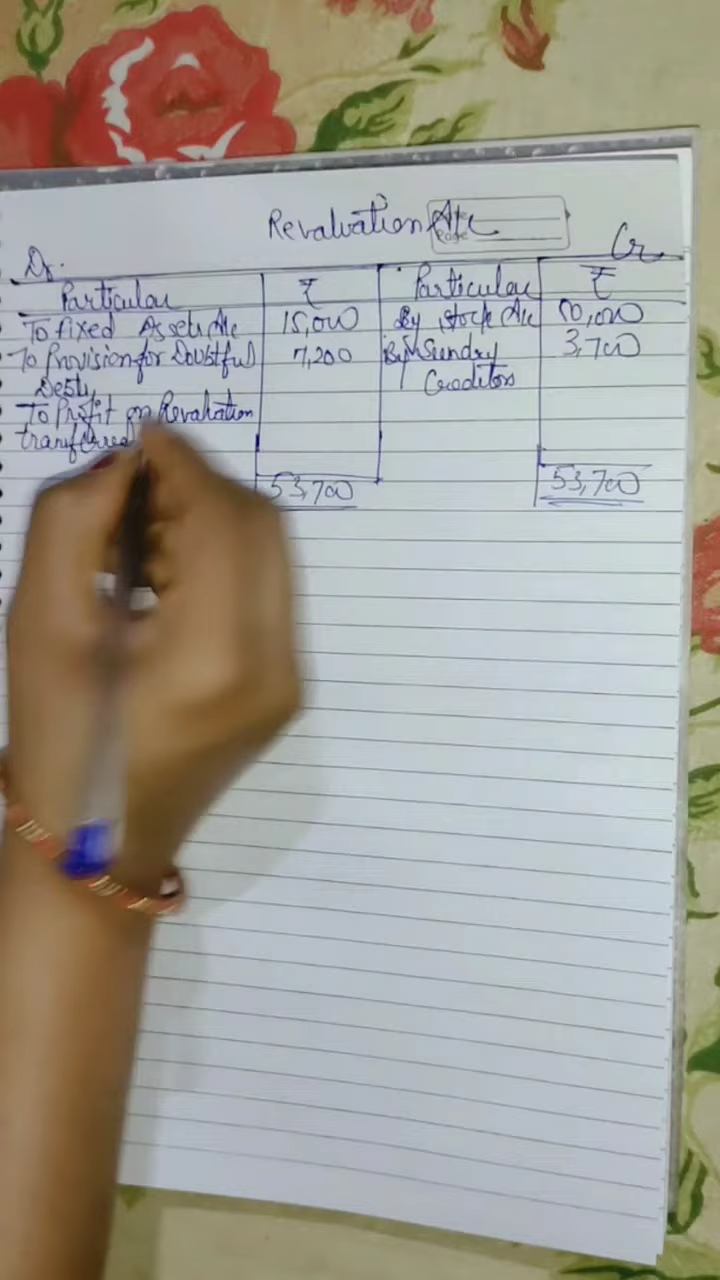 Revaluation A/c
Dr. Cr
Particular ₹ Particular ₹
To fixed Assets A/c 15,000 By Stock A/c 50,000
To Provision for Doubtful 7,200 By Sundry 3,700
Debts Creditors
To Profit on Revaluation
transferred
53,700 53,700